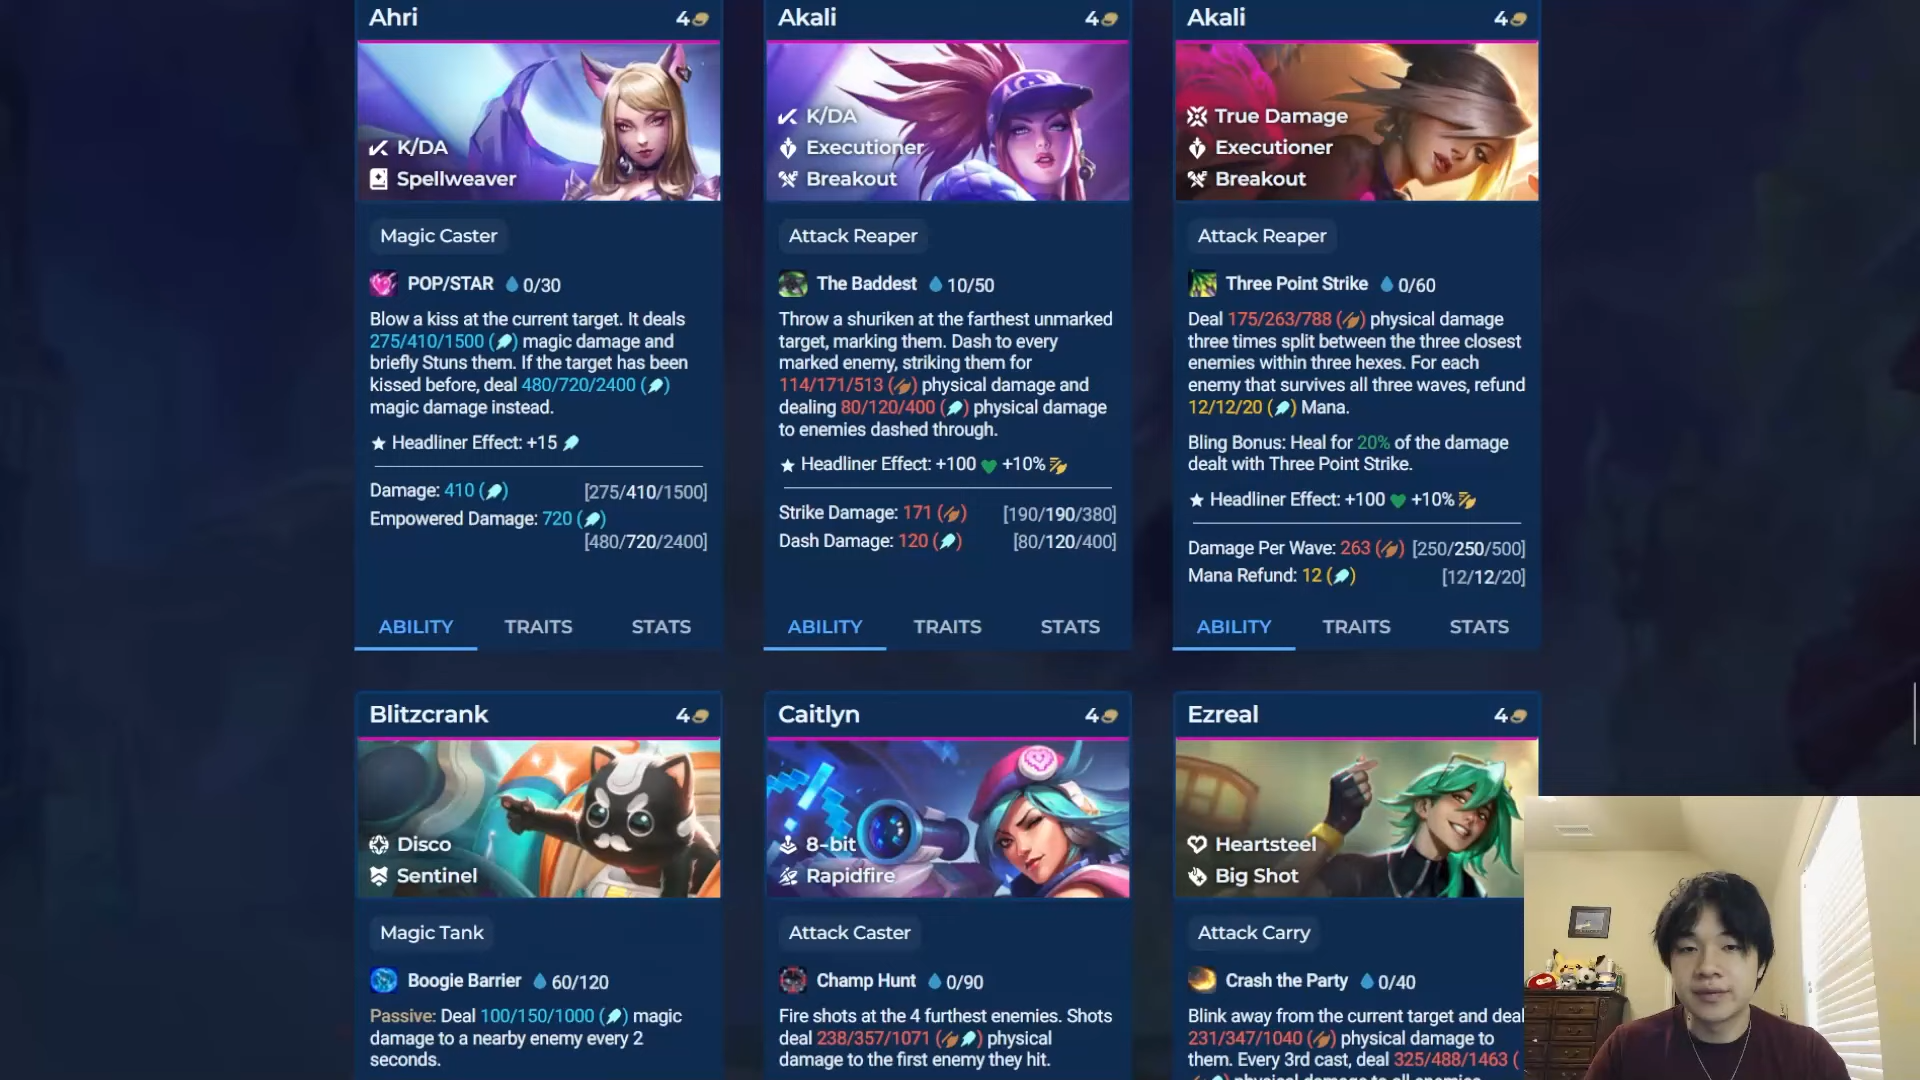 Ahri
4
K/DA
Spellweaver
Magic Caster
POP/STAR 0/30
Blow a kiss at the current target. It deals
275/410/1500 ( ) magic damage and
briefly Stuns them. If the target has been
kissed before, deal 480/720/2400 ( )
magic damage instead.
Headliner Effect: +15
Damage: 410 ( ) [275/410/1500]
Empowered Damage: 720 ( )
[480/720/2400]
ABILITY TRAITS STATS
Akali
4
K/DA
Executioner
Breakout
Attack Reaper
The Baddest 10/50
Throw a shuriken at the farthest unmarked
target, marking them. Dash to every
marked enemy, striking them for
114/171/513 ( ) physical damage and
dealing 80/120/400 ( ) physical damage
to enemies dashed through.
Headliner Effect: +100 +10%
Strike Damage: 171 ( ) [190/190/380]
Dash Damage: 120 ( ) [80/120/400]
ABILITY TRAITS STATS
Akali
4
True Damage
Executioner
Breakout
Attack Reaper
Three Point Strike 0/60
Deal 175/263/788 ( ) physical damage
three times split between the three closest
enemies within three hexes. For each
enemy that survives all three waves, refund
12/12/20 ( ) Mana.
Bling Bonus: Heal for 20% of the damage
dealt with Three Point Strike.
Headliner Effect: +100 +10%
Damage Per Wave: 263 ( ) [250/250/500]
Mana Refund: 12 ( ) [12/12/20]
ABILITY TRAITS STATS
Blitzcrank
4
Disco
Sentinel
Magic Tank
Boogie Barrier 60/120
Passive: Deal 100/150/1000 ( ) magic
damage to a nearby enemy every 2
seconds.
Caitlyn
4
8-bit
Rapidfire
Attack Caster
Champ Hunt 0/90
Fire shots at the 4 furthest enemies. Shots
deal 238/357/1071 ( ) physical
damage to the first enemy they hit.
Ezreal
4
Heartsteel
Big Shot
Attack Carry
Crash the Party 0/40
Blink away from the current target and deal
231/347/1040 ( ) physical damage to
them. Every 3rd cast, deal 325/488/1463 (